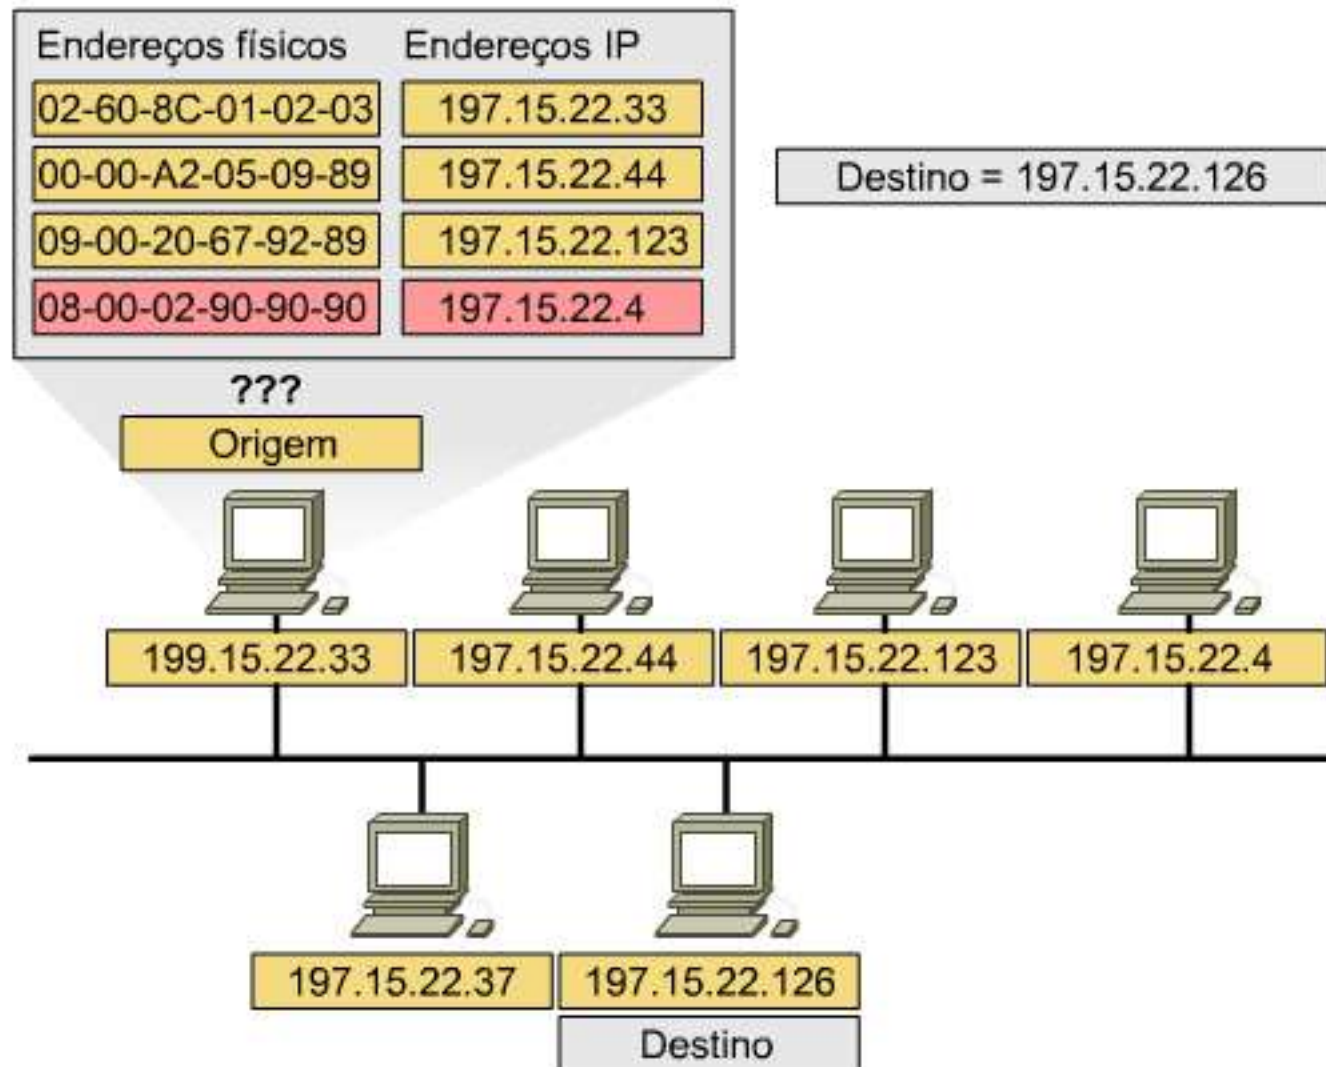 Endereços físicos Endereços IP
02-60-8C-01-02-03 197.15.22.33
00-00-A2-05-09-89 197.15.22.44
09-00-20-67-92-89 197.15.22.123
08-00-02-90-90-90 197.15.22.4
Destino = 197.15.22.126
???
Origem
199.15.22.33 197.15.22.44 197.15.22.123 197.15.22.4
197.15.22.37 197.15.22.126
Destino